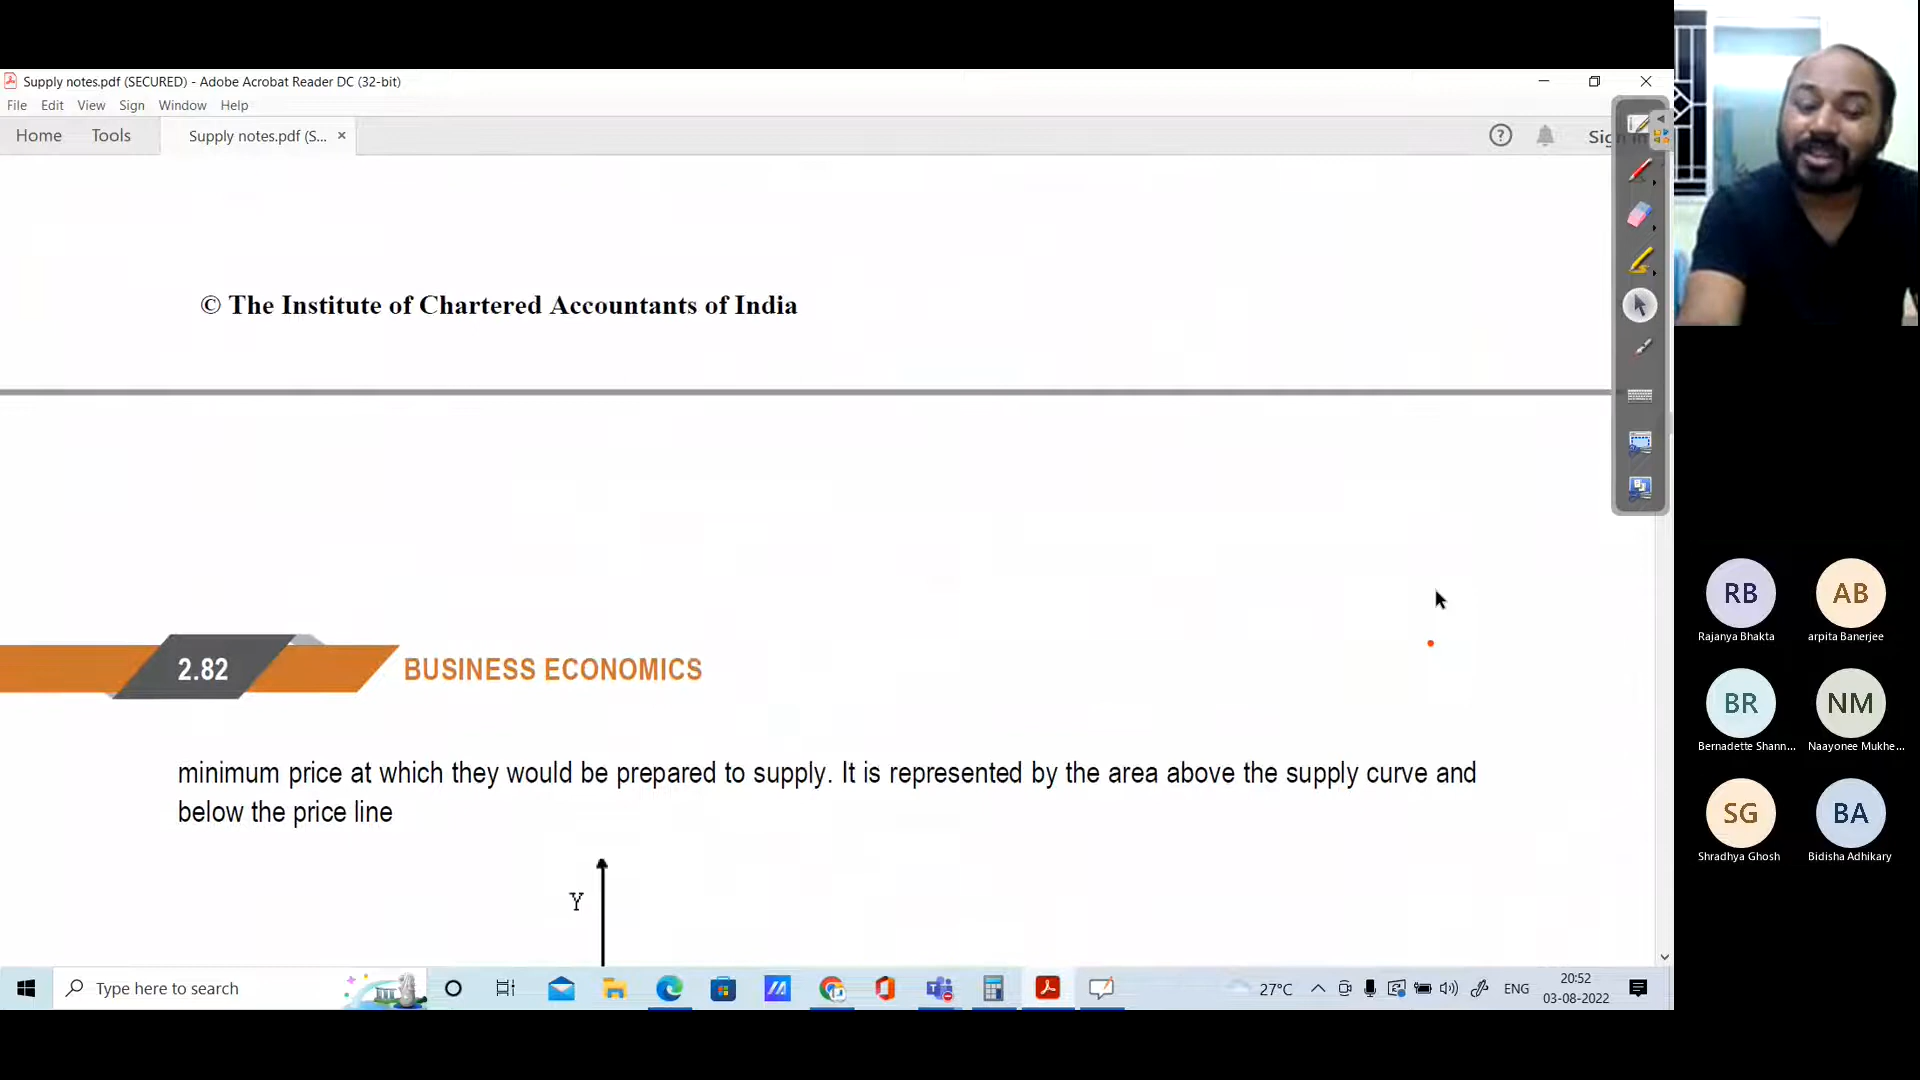 Supply notes.pdf (SECURED) - Adobe Acrobat Reader DC (32-bit)
File Edit View Sign Window Help
Home Tools Supply notes.pdf (S... ×
© The Institute of Chartered Accountants of India
2.82 BUSINESS ECONOMICS
minimum price at which they would be prepared to supply. It is represented by the area above the supply curve and
below the price line
Y
RB
Rajanya Bhakta
AB
arpita Banerjee
BR
Bernadette Shann...
NM
Naayonee Mukhe...
SG
Shradhya Ghosh
BA
Bidisha Adhikary
Type here to search
27°C
ENG
20:52
03-08-2022